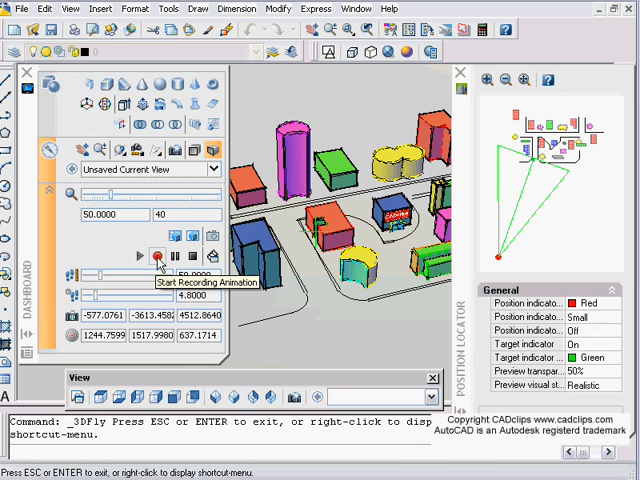 File Edit View Insert Format Tools Draw Dimension Modify Express Window Help
0
Unsaved Current View
50.0000 40
50.0000
Start Recording Animation
4.8000
-577.0761 -3613.4582 4512.8640
1244.7599 1517.9980 637.1714
DASHBOARD
POSITION LOCATOR
General
Position indicato... Red
Position indicato... Small
Position indicato... Off
Target indicator On
Target indicator ... Green
Preview transpar... 50%
Preview visual st... Realistic
View
Command: _3DFly Press ESC or ENTER to exit, or right-click to disp
shortcut-menu.
Copyright CADclips www.cadclips.com
AutoCAD is an Autodesk registerd trademark
Press ESC or ENTER to exit, or right-click to display shortcut-menu.